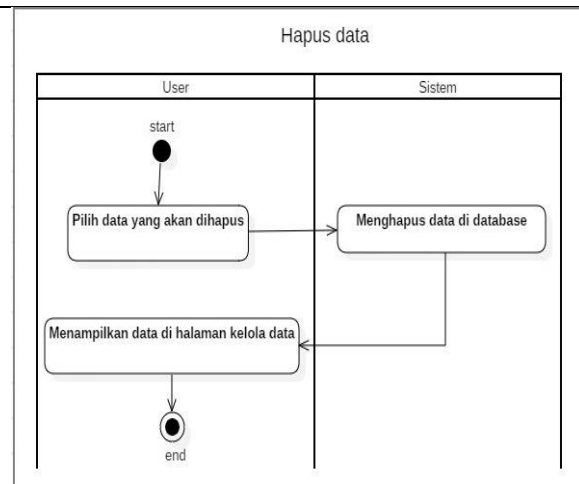 Hapus data
User
Sistem
start
Pilih data yang akan dihapus
Menghapus data di database
Menampilkan data di halaman kelola data
end